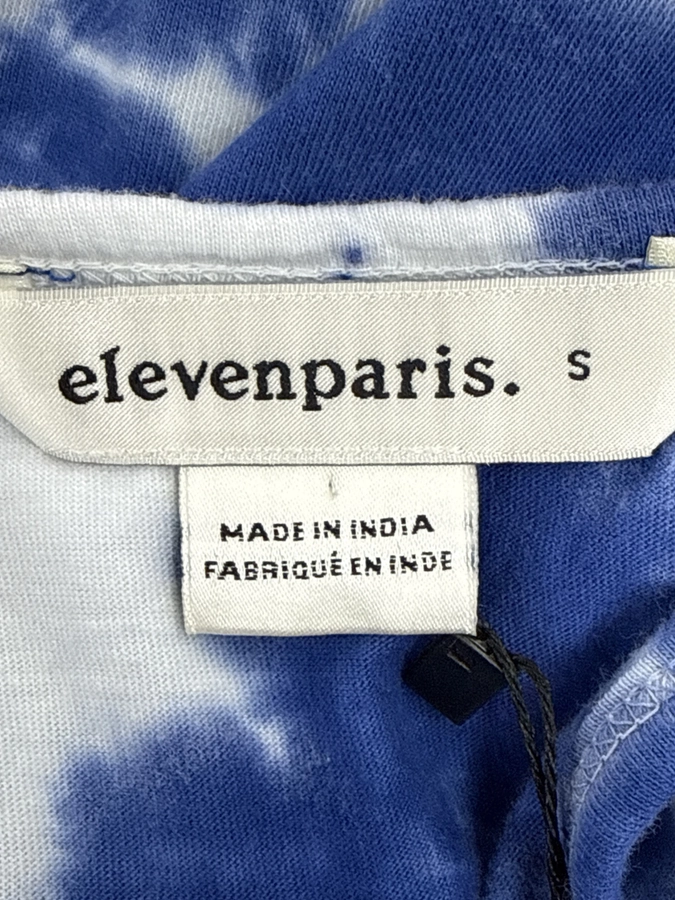 elevenparis. S
MADE IN INDIA
FABRIQUÉ EN INDE